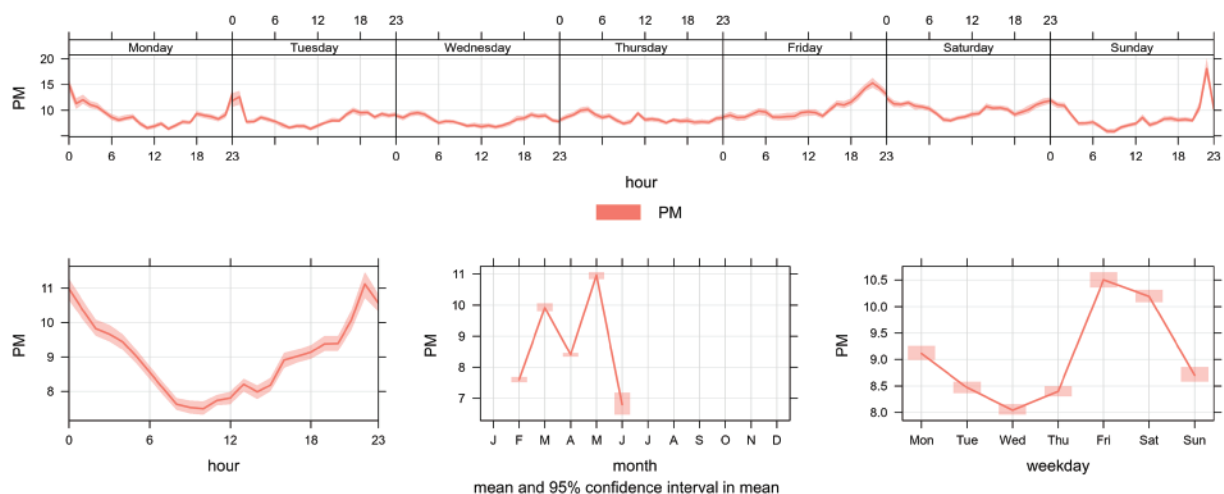 0 6 12 18 23 0 6 12 18 23 0 6 12 18 23
Monday Tuesday Wednesday Thursday Friday Saturday Sunday
20
15
10
PM
0 6 12 18 23 0 6 12 18 23 0 6 12 18 23 0 6 12 18 23
hour
PM
11
10
9
8
PM
0 6 12 18 23
hour
11
10
9
8
7
PM
J F M A M J J A S O N D
month
mean and 95% confidence interval in mean
10.5
10.0
9.5
9.0
8.5
8.0
PM
Mon Tue Wed Thu Fri Sat Sun
weekday